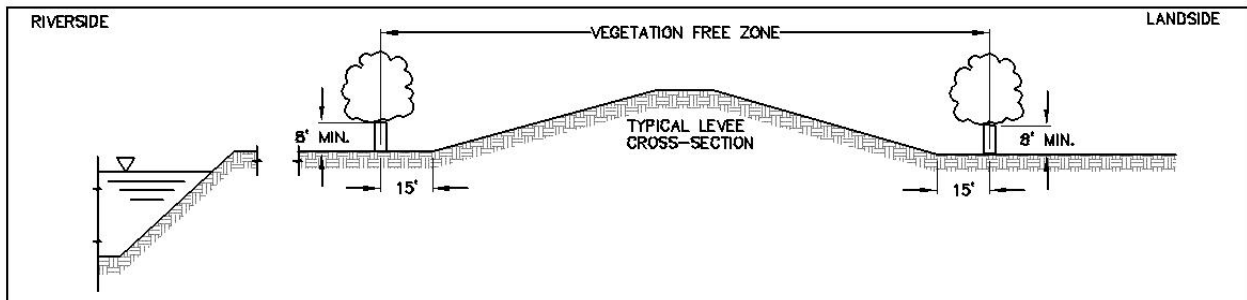 RIVERSIDE
LANDSIDE
VEGETATION FREE ZONE
8' MIN.
TYPICAL LEVEE
CROSS-SECTION
8' MIN.
15'
15'